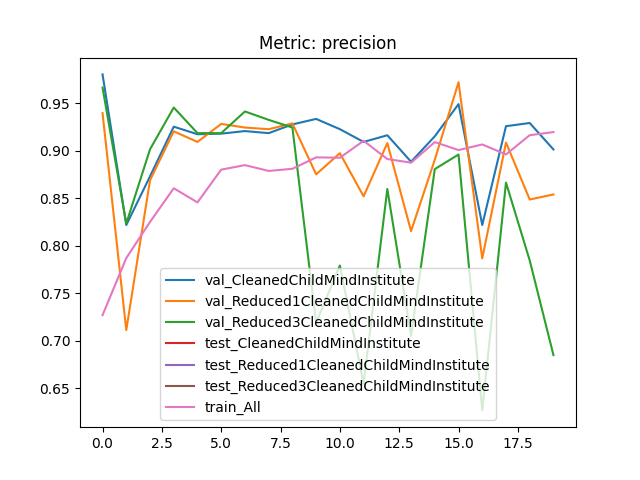 Metric: precision
0.95
0.90
0.85
0.80
0.75
0.70
0.65
val_CleanedChildMindInstitute
val_Reduced1CleanedChildMindInstitute
val_Reduced3CleanedChildMindInstitute
test_CleanedChildMindInstitute
test_Reduced1CleanedChildMindInstitute
test_Reduced3CleanedChildMindInstitute
train_All
0.0 2.5 5.0 7.5 10.0 12.5 15.0 17.5